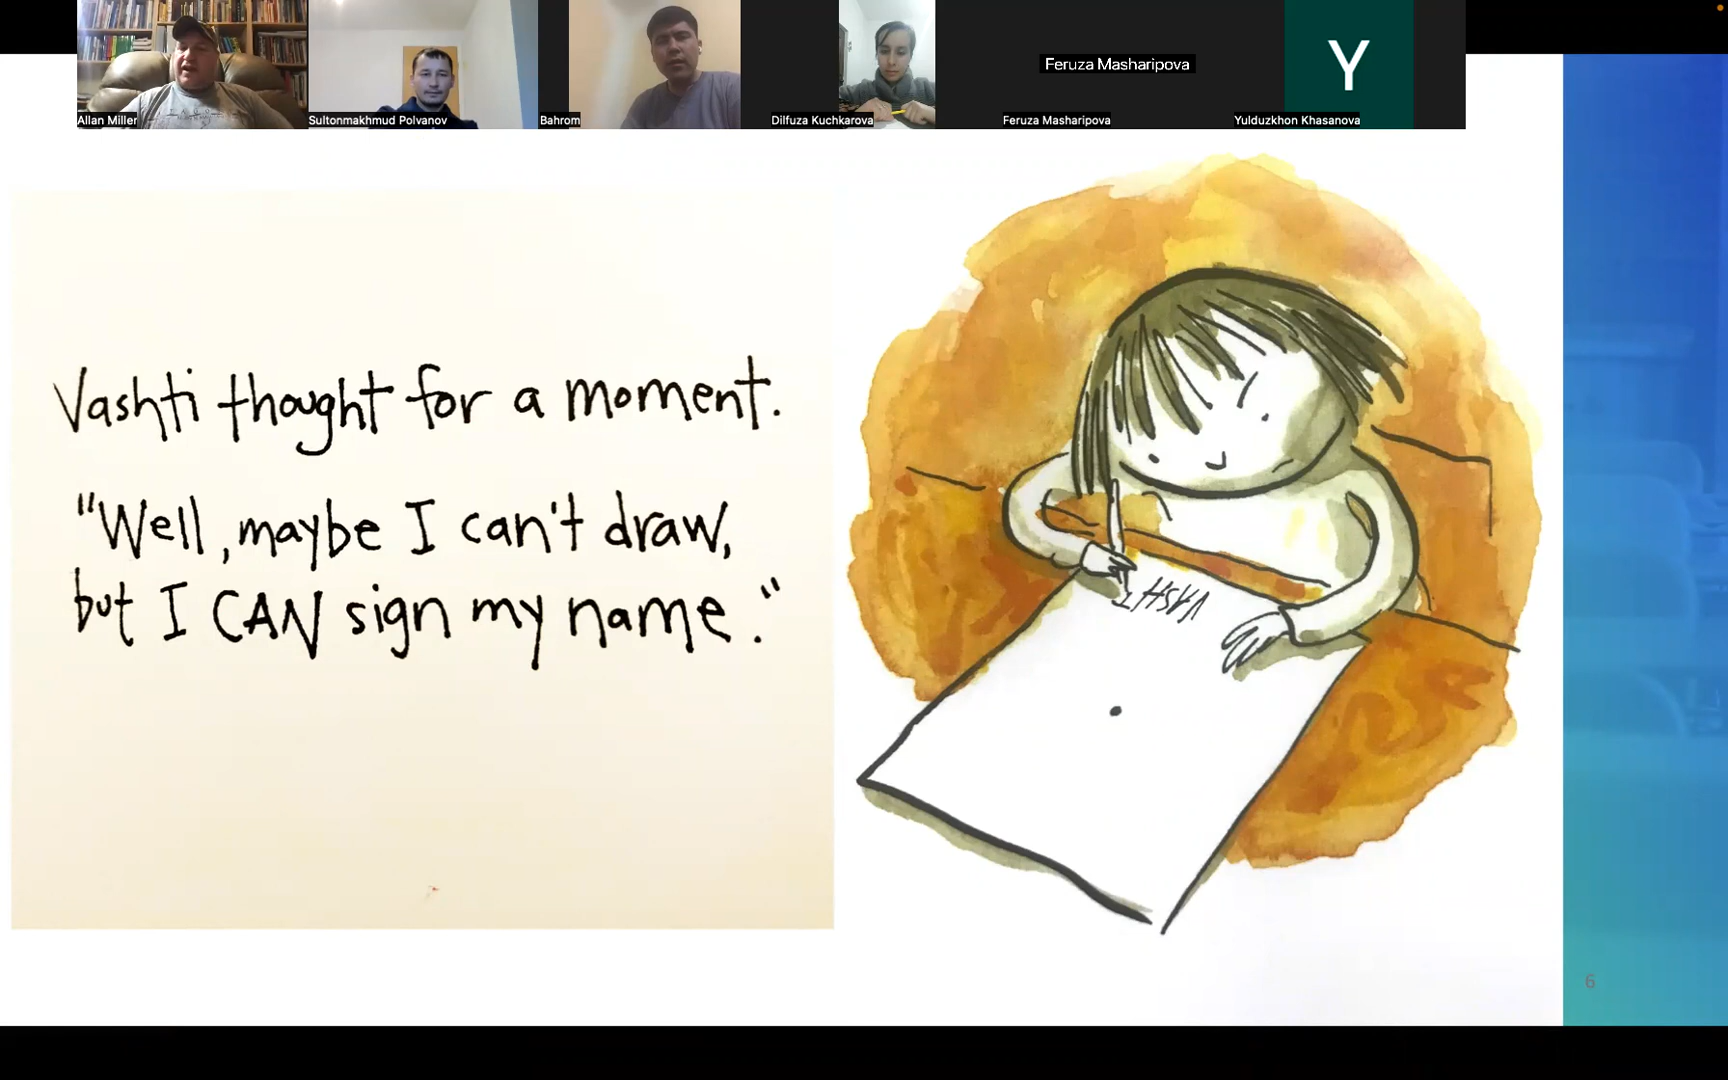 Allan Miller
Sultonmakhmud Polvanov
Bahrom
Dilfuza Kuchkarova
Feruza Masharipova
Feruza Masharipova
Y
Yulduzkhon Khasanova
Vashti thought for a moment.
"Well, maybe I can't draw,
but I CAN sign my name."
VASHT
6